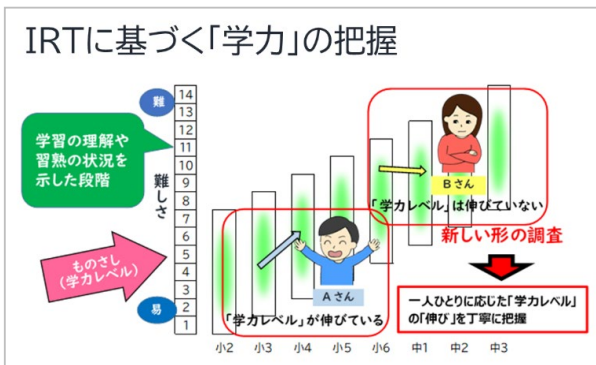 IRTに基づく「学力」の把握
難
学習の理解や
習熟の状況を
示した段階
難しさ
ものさし
(学力レベル)
易
14
13
12
11
10
9
8
7
6
5
4
3
2
1
Aさん
「学力レベル」が伸びている
Bさん
「学力レベル」は伸びていない
新しい形の調査
一人ひとりに応じた「学力レベル」
の「伸び」を丁寧に把握
小2 小3 小4 小5 小6 中1 中2 中3